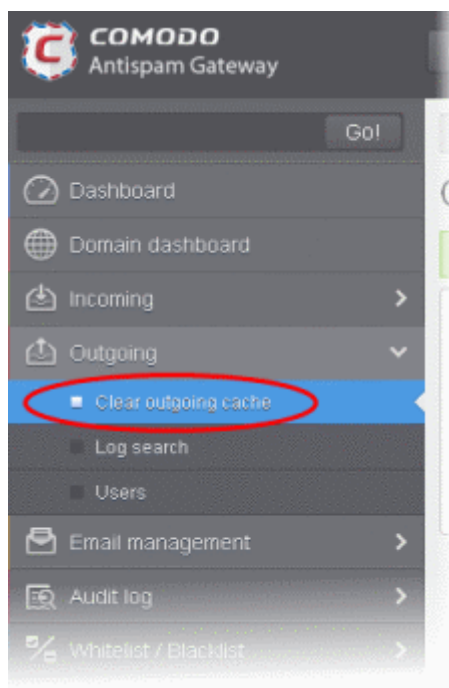 COMODO
Antispam Gateway
Go!
Dashboard
Domain dashboard
Incoming
Outgoing
Clear outgoing cache
Log search
Users
Email management
Audit log
Whitelist / Blacklist